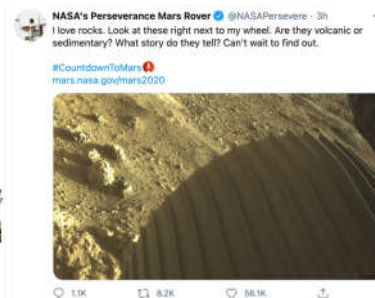 NASA's Perseverance Mars Rover @NASAPersevere · 3h
I love rocks. Look at these right next to my wheel. Are they volcanic or
sedimentary? What story do they tell? Can't wait to find out.
#CountdownToMars
mars.nasa.gov/mars2020
1.1K 8.2K 56.1K